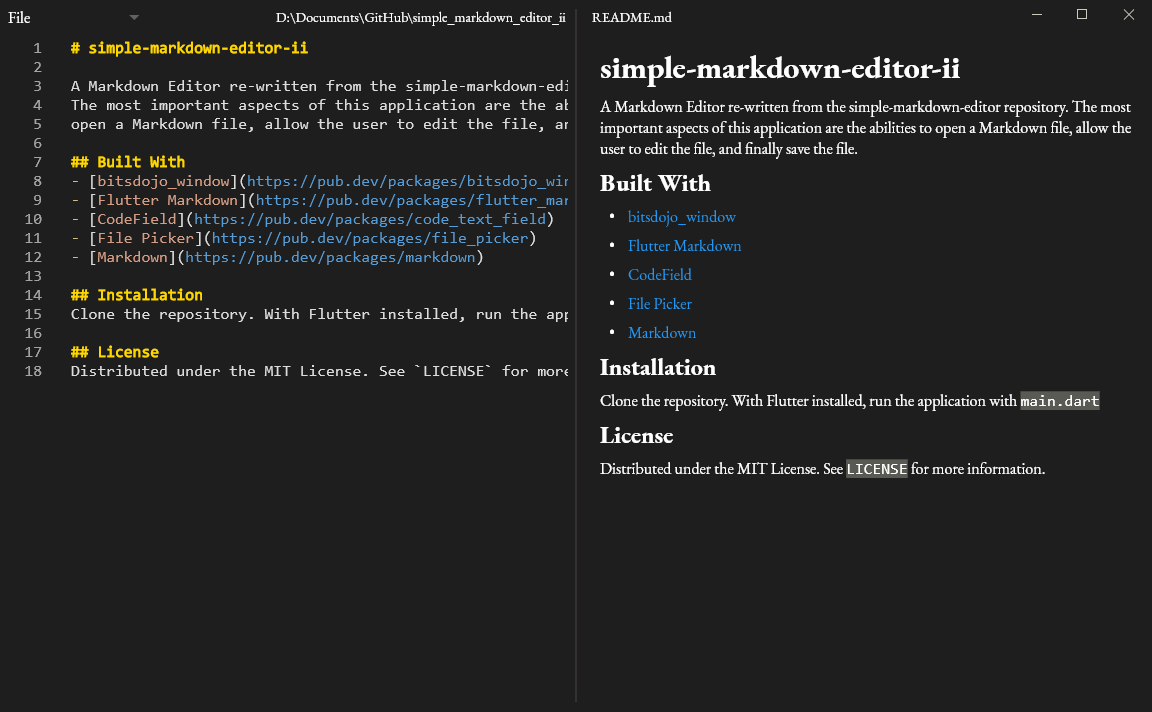 File
D:\Documents\GitHub\simple_markdown_editor_ii
README.md
1 # simple-markdown-editor-ii
2
3 A Markdown Editor re-written from the simple-markdown-edi
4 The most important aspects of this application are the ab
5 open a Markdown file, allow the user to edit the file, an
6
7 ## Built With
8 - [bitsdojo_window](https://pub.dev/packages/bitsdojo_win
9 - [Flutter Markdown](https://pub.dev/packages/flutter_mar
10 - [CodeField](https://pub.dev/packages/code_text_field)
11 - [File Picker](https://pub.dev/packages/file_picker)
12 - [Markdown](https://pub.dev/packages/markdown)
13
14 ## Installation
15 Clone the repository. With Flutter installed, run the app
16
17 ## License
18 Distributed under the MIT License. See `LICENSE` for more
simple-markdown-editor-ii
A Markdown Editor re-written from the simple-markdown-editor repository. The most
important aspects of this application are the abilities to open a Markdown file, allow the
user to edit the file, and finally save the file.
Built With
• bitsdojo_window
• Flutter Markdown
• CodeField
• File Picker
• Markdown
Installation
Clone the repository. With Flutter installed, run the application with main.dart
License
Distributed under the MIT License. See LICENSE for more information.